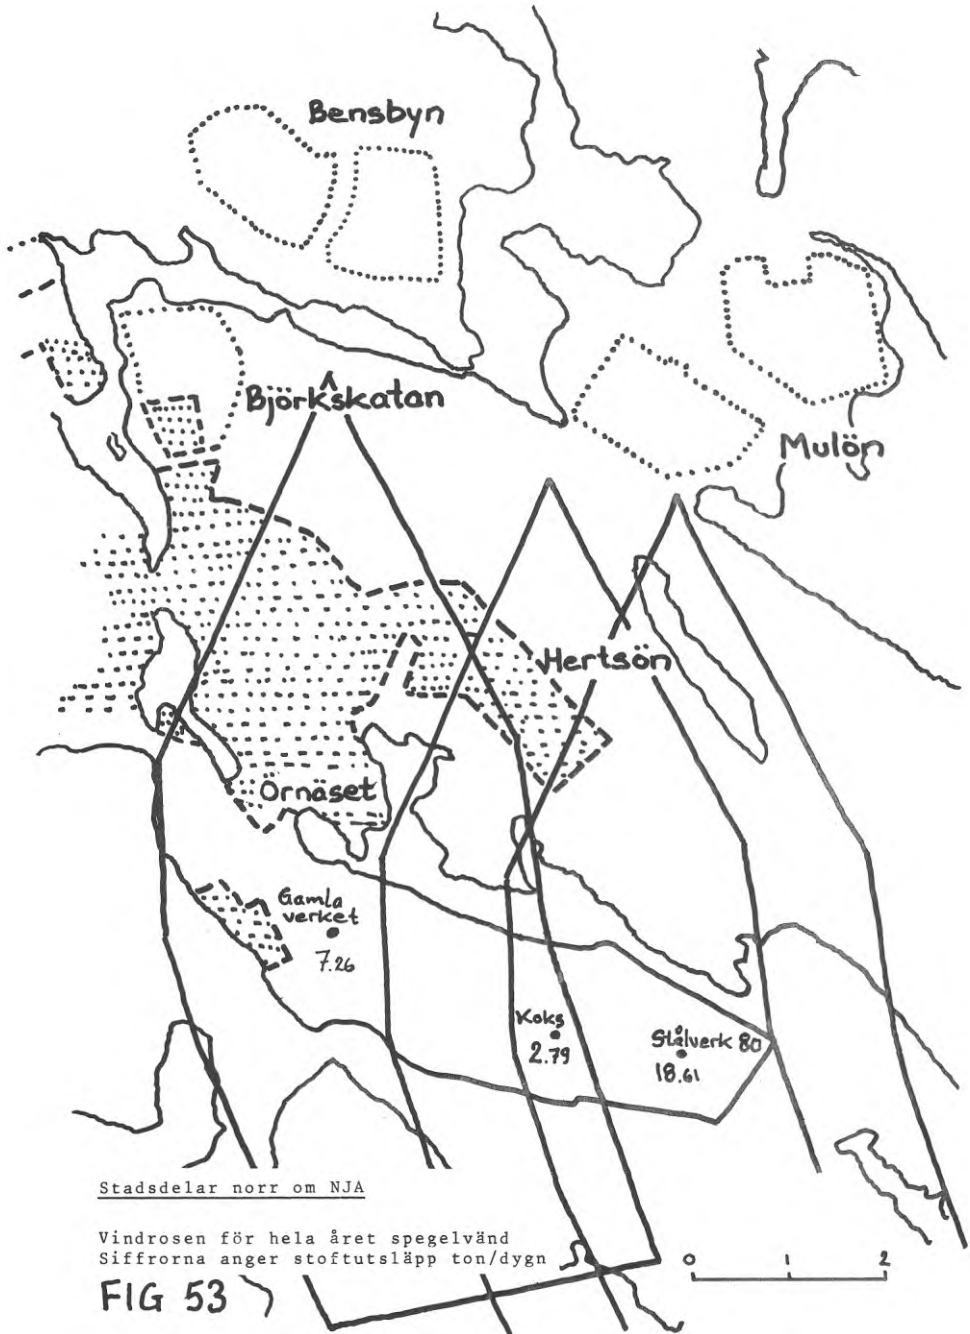 Bensbyn
Björkskatan
Mulön
Hertsön
Örnäset
Gamla
verket
7.26
Koks
2.79
Stålverk 80
18.61
Stadsdelar norr om NJA
Vindrosen för hela året spegelvänd
Siffrorna anger stoftutsläpp ton/dygn
FIG 53
0 1 2